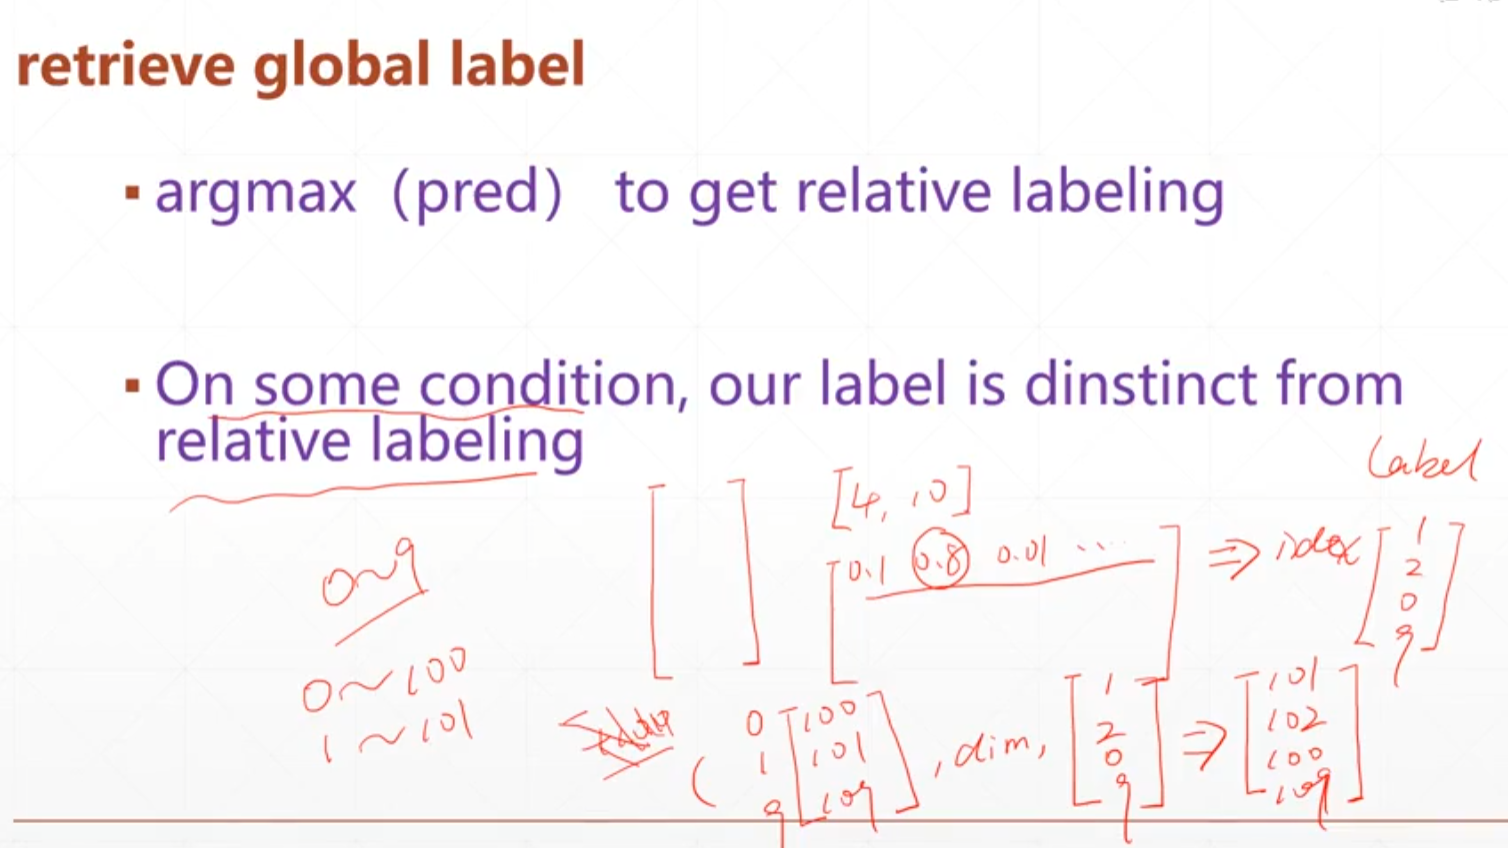 retrieve global label
▪ argmax（pred） to get relative labeling
▪ On some condition, our label is dinstinct from
relative labeling
label
[4, 10]
[0.1 0.8 0.01 ....] ⇒ index [1
2
0
9]
0~9
0~100
1~101
( 0 [100
1 101
9 109] , dim, [1
2
0
9] ⇒ [101
102
100
109]